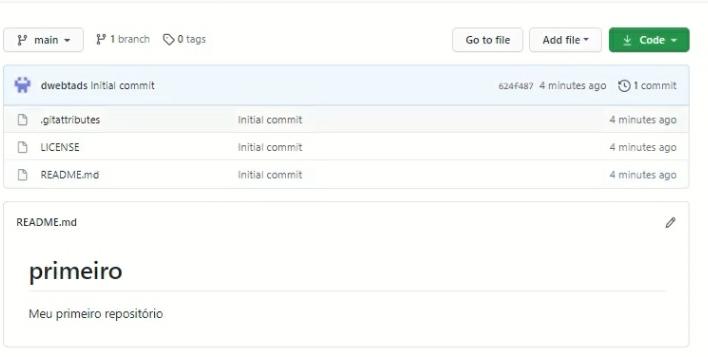 main 1 branch 0 tags Go to file Add file Code
dwebtads Initial commit 624f487 4 minutes ago 1 commit
.gitattributes Initial commit 4 minutes ago
LICENSE Initial commit 4 minutes ago
README.md Initial commit 4 minutes ago
README.md
primeiro
Meu primeiro repositório